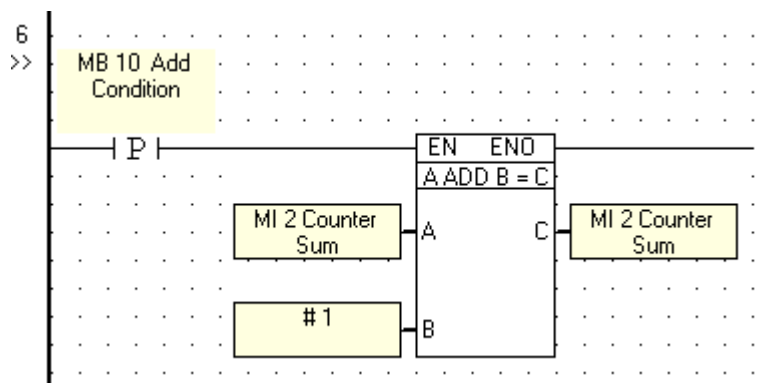 6
>>
MB 10 Add
Condition
P
EN ENO
A ADD B = C
MI 2 Counter
Sum
A
C
MI 2 Counter
Sum
# 1
B